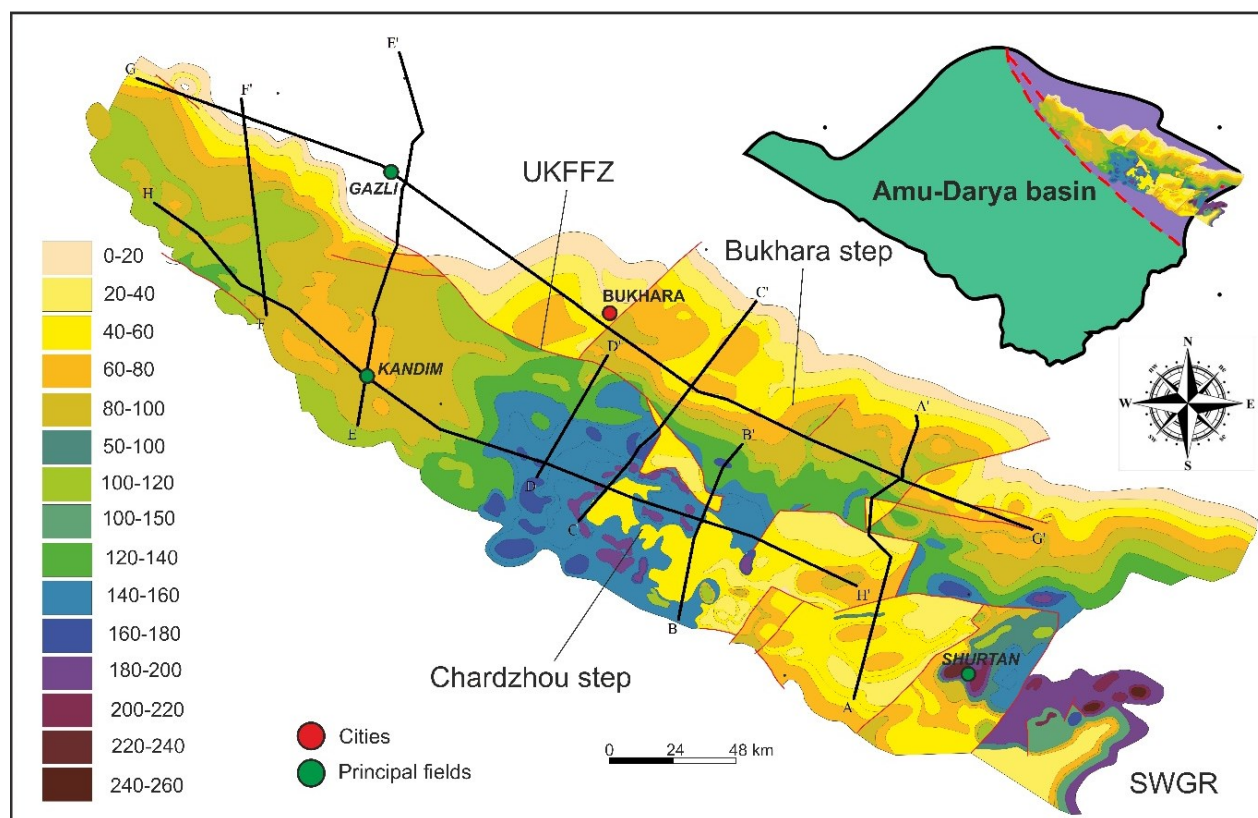 E'
G
F'
GAZLI
UKFFZ
Amu-Darya basin
H
Bukhara step
BUKHARA
C'
0-20
20-40
40-60
60-80
80-100
50-100
100-120
100-150
120-140
140-160
160-180
180-200
200-220
220-240
240-260
N
W
E
S
F
D'
KANDIM
A'
E
B'
D
C
G'
H'
B
Chardzhou step
SHURTAN
A
Cities
Principal fields
0 24 48 km
SWGR